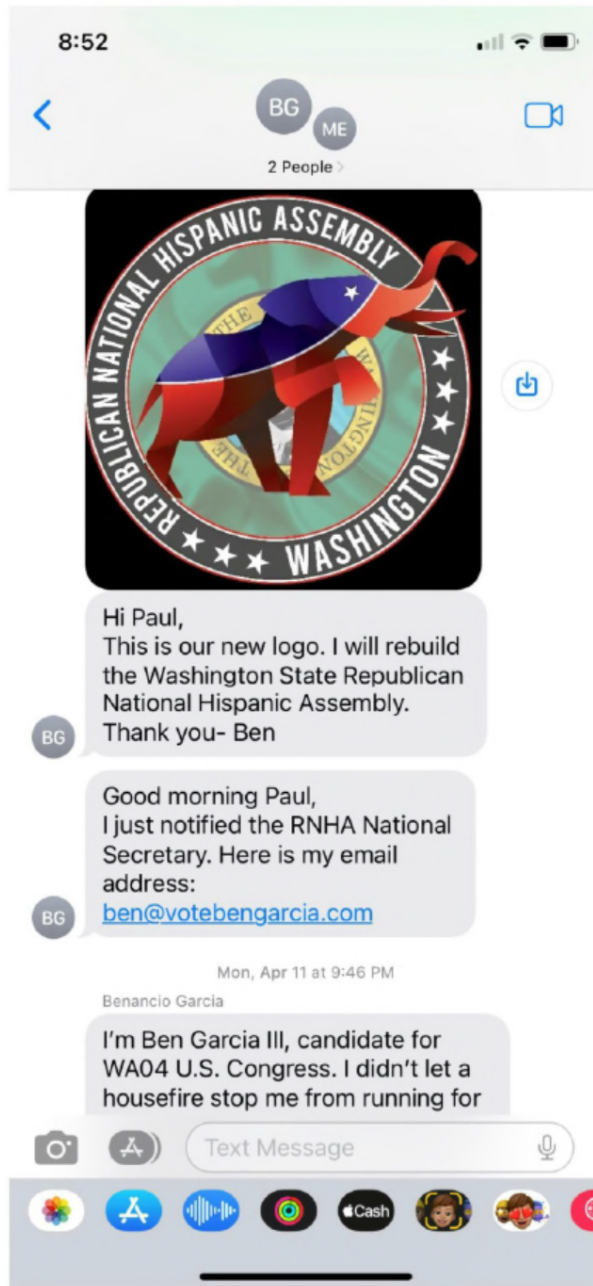 8:52
BG
ME
2 People
REPUBLICAN NATIONAL HISPANIC ASSEMBLY
WASHINGTON
THE
WASHINGTON
THE
Hi Paul,
This is our new logo. I will rebuild
the Washington State Republican
National Hispanic Assembly.
Thank you- Ben
BG
Good morning Paul,
I just notified the RNHA National
Secretary. Here is my email
address:
ben@votebengarcia.com
BG
Mon, Apr 11 at 9:46 PM
Benancio Garcia
I'm Ben Garcia III, candidate for
WA04 U.S. Congress. I didn't let a
housefire stop me from running for
Text Message
Cash